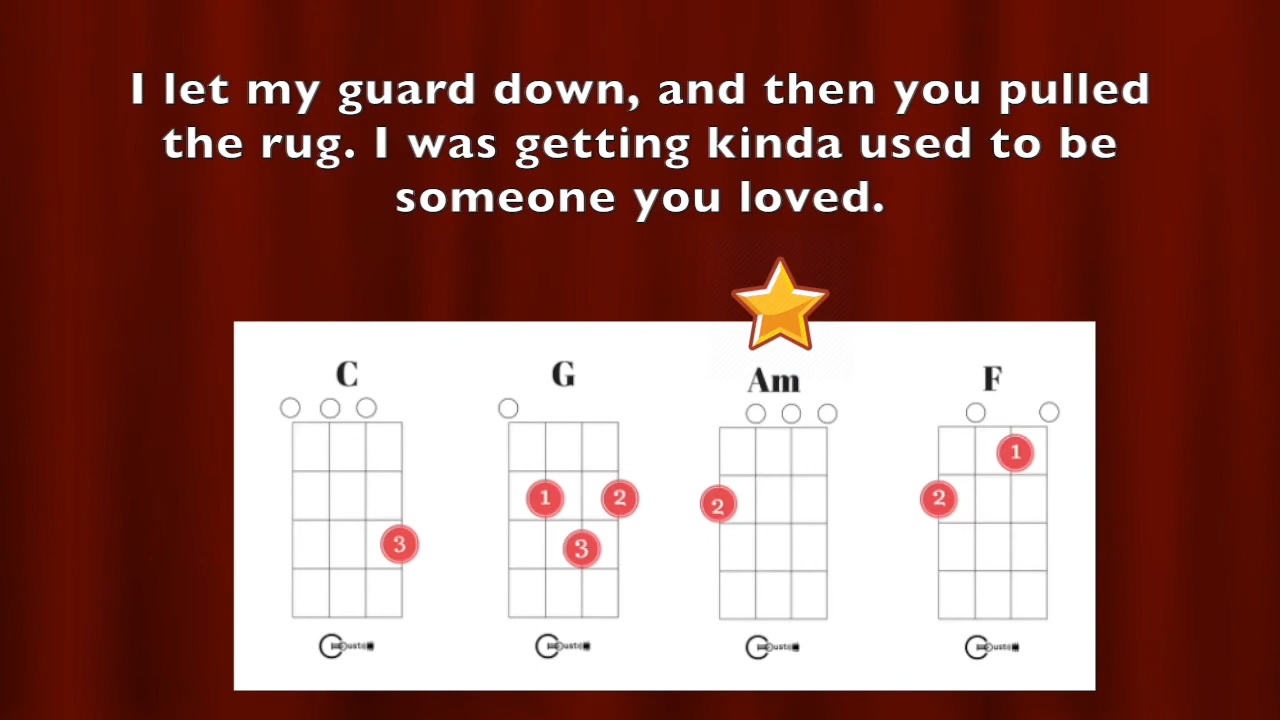 I let my guard down, and then you pulled
the rug. I was getting kinda used to be
someone you loved.
C G Am F
1 2 3 2 1 2 3